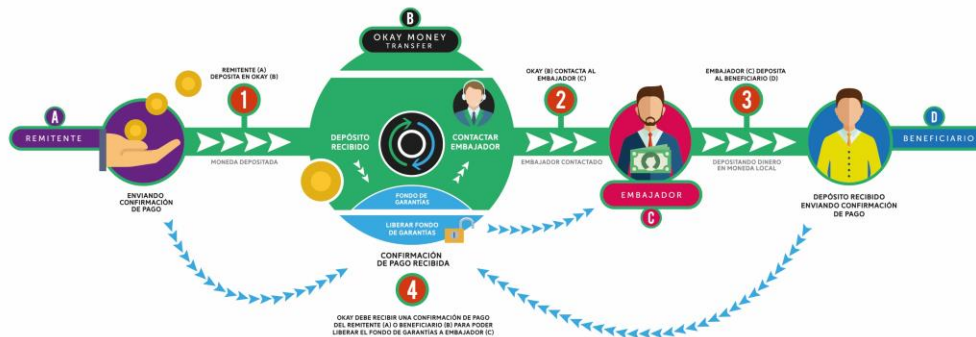 B
OKAY MONEY
TRANSFER
REMITENTE (A)
DEPOSITA EN OKAY (B)
1
OKAY (B) CONTACTA AL
EMBAJADOR (C)
2
EMBAJADOR (C) DEPOSITA
AL BENEFICIARIO (D)
3
A
REMITENTE
D
BENEFICIARIO
DEPÓSITO
RECIBIDO
CONTACTAR
EMBAJADOR
MONEDA DEPOSITADA
EMBAJADOR CONTACTADO
DEPOSITANDO DINERO
EN MONEDA LOCAL
ENVIANDO
CONFIRMACIÓN
DE PAGO
FONDO DE
GARANTÍAS
EMBAJADOR
C
DEPÓSITO RECIBIDO
ENVIANDO CONFIRMACIÓN
DE PAGO
LIBERAR FONDO
DE GARANTÍAS
CONFIRMACIÓN
DE PAGO RECIBIDA
4
OKAY DEBE RECIBIR UNA CONFIRMACIÓN DE PAGO
DEL REMITENTE (A) O BENEFICIARIO (B) PARA PODER
LIBERAR EL FONDO DE GARANTÍAS A EMBAJADOR (C)